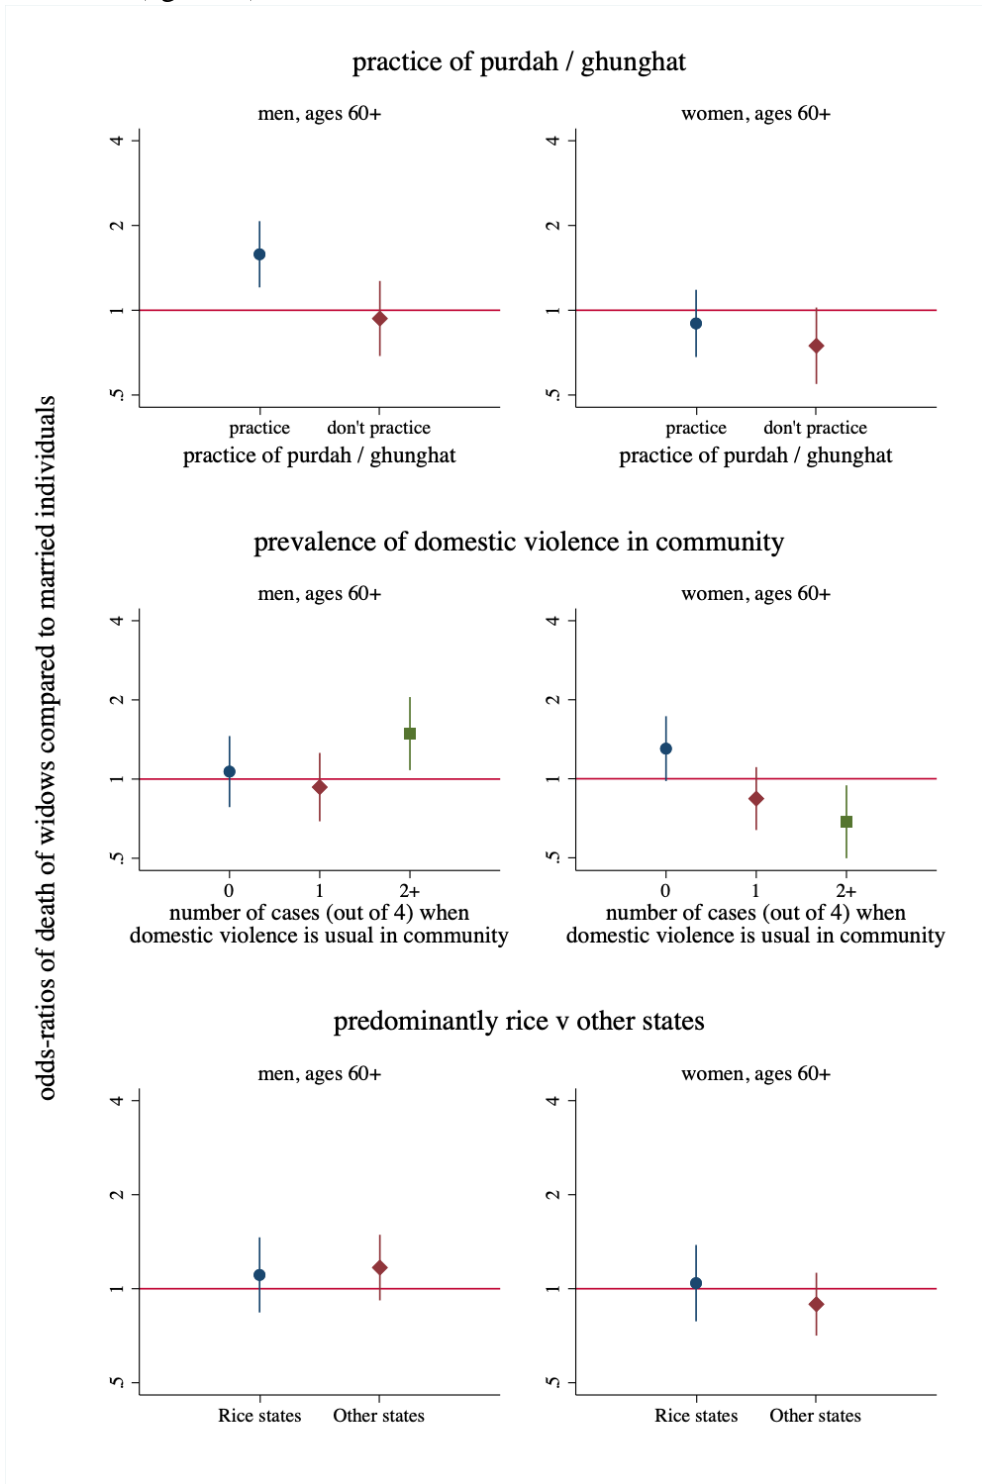 practice of purdah / ghunghat
men, ages 60+
4
2
1
.5
practice don't practice
practice of purdah / ghunghat
women, ages 60+
4
2
1
.5
practice don't practice
practice of purdah / ghunghat
odds-ratios of death of widows compared to married individuals
prevalence of domestic violence in community
men, ages 60+
4
2
1
.5
0 1 2+
number of cases (out of 4) when
domestic violence is usual in community
women, ages 60+
4
2
1
.5
0 1 2+
number of cases (out of 4) when
domestic violence is usual in community
predominantly rice v other states
men, ages 60+
4
2
1
.5
Rice states Other states
women, ages 60+
4
2
1
.5
Rice states Other states